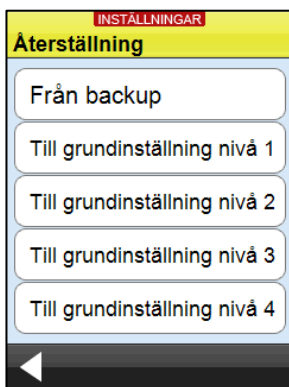 INSTÄLLNINGAR
Återställning
Från backup
Till grundinställning nivå 1
Till grundinställning nivå 2
Till grundinställning nivå 3
Till grundinställning nivå 4